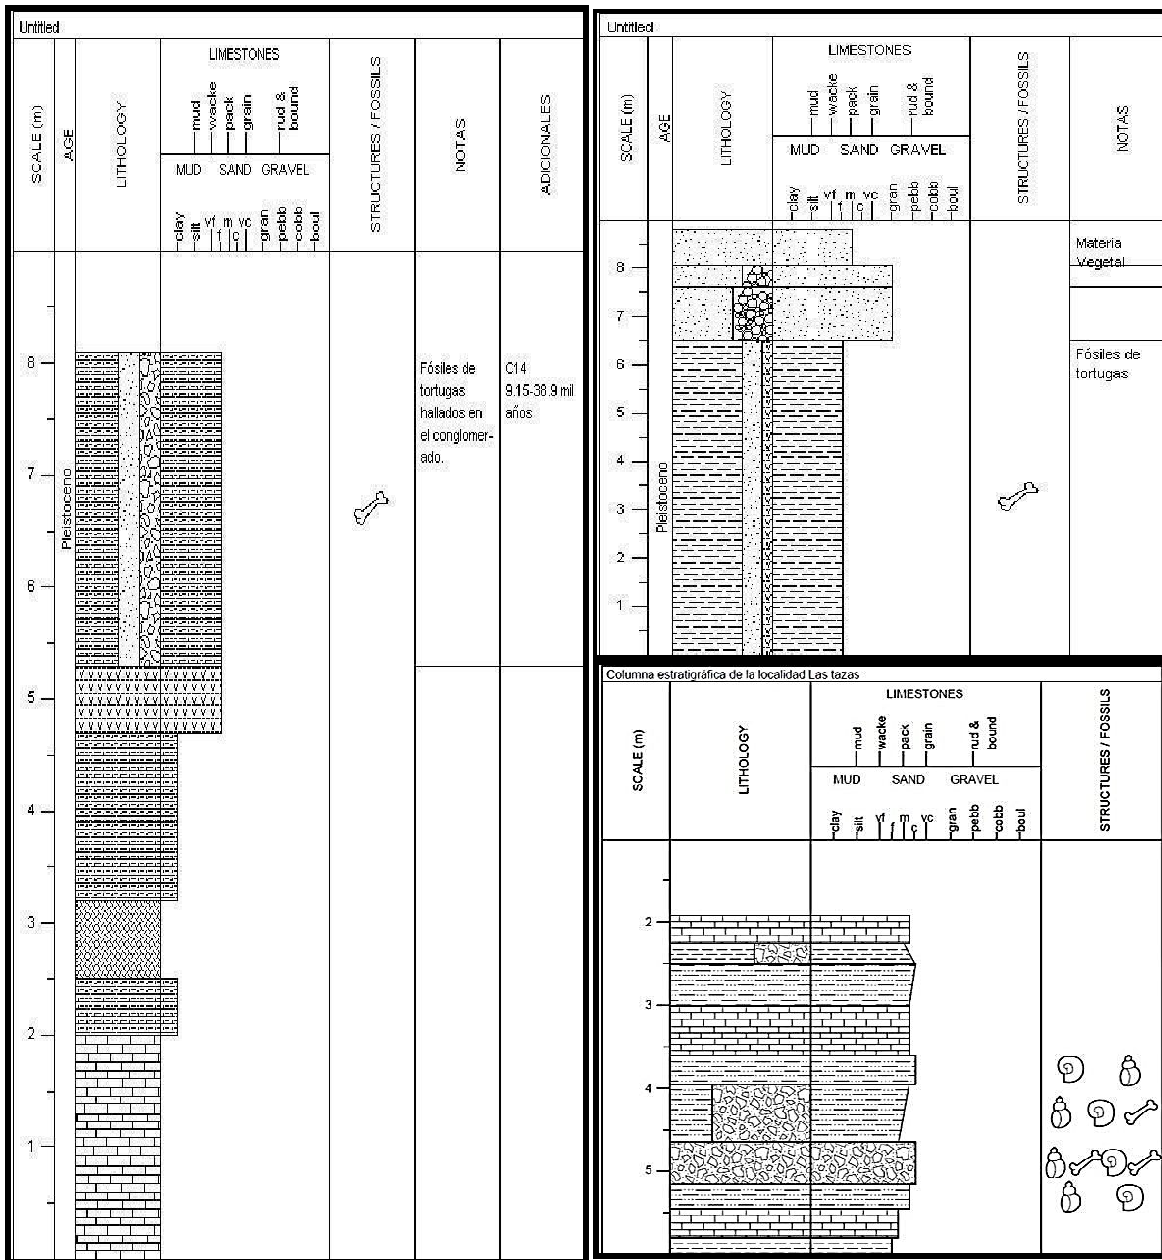 Untitled
SCALE (m)
AGE
LITHOLOGY
LIMESTONES
mud
wacke
pack
grain
rud &
bound
MUD SAND GRAVEL
clay
silt
vf
f
m
c
vc
gran
pebb
cobb
boul
STRUCTURES / FOSSILS
NOTAS
ADICIONALES
8
7
6
5
4
3
2
1
Pleistoceno
Fósiles de
tortugas
hallados en
el conglomer-
ado.
C14
9.15-38.9 mil
años
Untitled
SCALE (m)
AGE
LITHOLOGY
LIMESTONES
mud
wacke
pack
grain
rud &
bound
MUD SAND GRAVEL
clay
silt
vf
f
m
c
vc
gran
pebb
cobb
boul
STRUCTURES / FOSSILS
NOTAS
8
7
6
5
4
3
2
1
Pleistoceno
Materia
Vegetal
Fósiles de
tortugas
Columna estratigráfica de la localidad Las tazas
SCALE (m)
LITHOLOGY
LIMESTONES
mud
wacke
pack
grain
rud &
bound
MUD SAND GRAVEL
clay
silt
vf
f
m
c
vc
gran
pebb
cobb
boul
STRUCTURES / FOSSILS
2
3
4
5